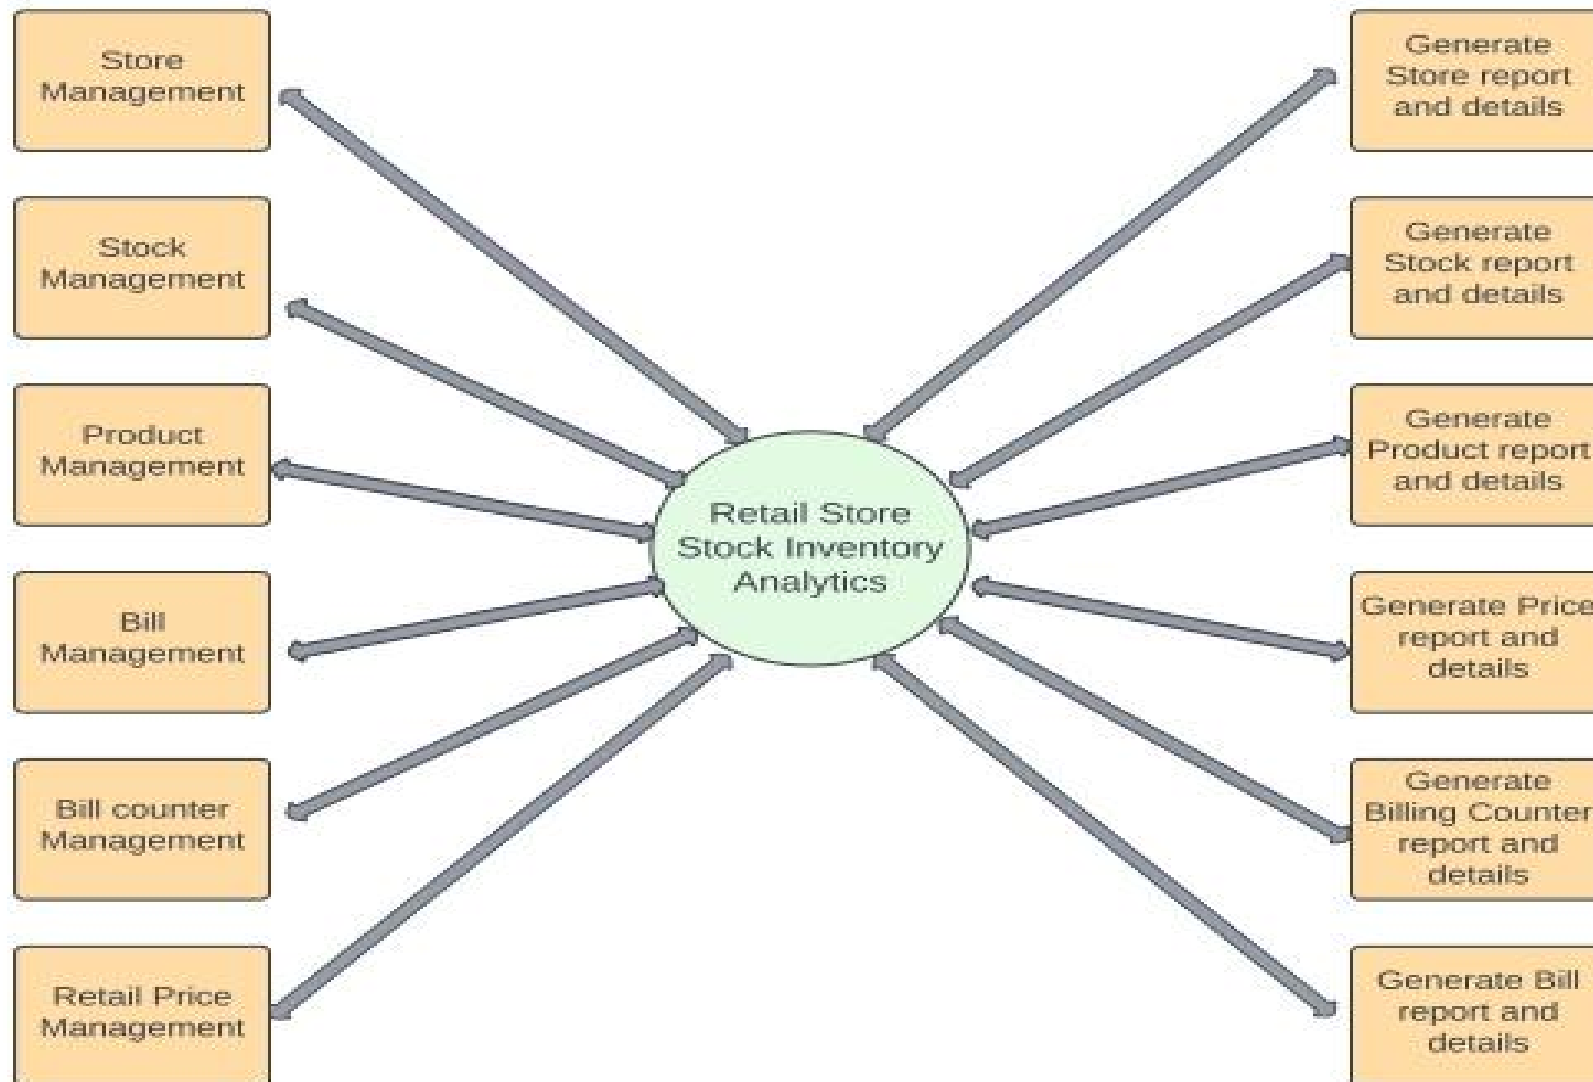 Store
Management
Stock
Management
Product
Management
Bill
Management
Bill counter
Management
Retail Price
Management
Retail Store
Stock Inventory
Analytics
Generate
Store report
and details
Generate
Stock report
and details
Generate
Product report
and details
Generate Price
report and
details
Generate
Billing Counter
report and
details
Generate Bill
report and
details